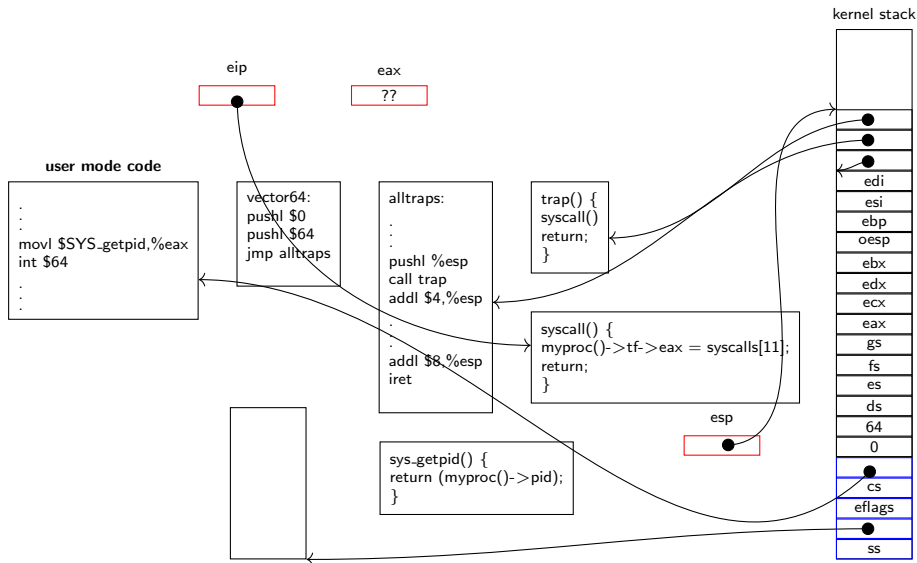 kernel stack
eip
eax
??
user mode code
.
.
.
movl $SYS_getpid,%eax
int $64
.
.
.
vector64:
pushl $0
pushl $64
jmp alltraps
alltraps:
.
.
.
pushl %esp
call trap
addl $4,%esp
.
.
.
addl $8,%esp
iret
trap() {
syscall()
return;
}
syscall() {
myproc()->tf->eax = syscalls[11];
return;
}
esp
sys_getpid() {
return (myproc()->pid);
}
edi
esi
ebp
oesp
ebx
edx
ecx
eax
gs
fs
es
ds
64
0
cs
eflags
ss